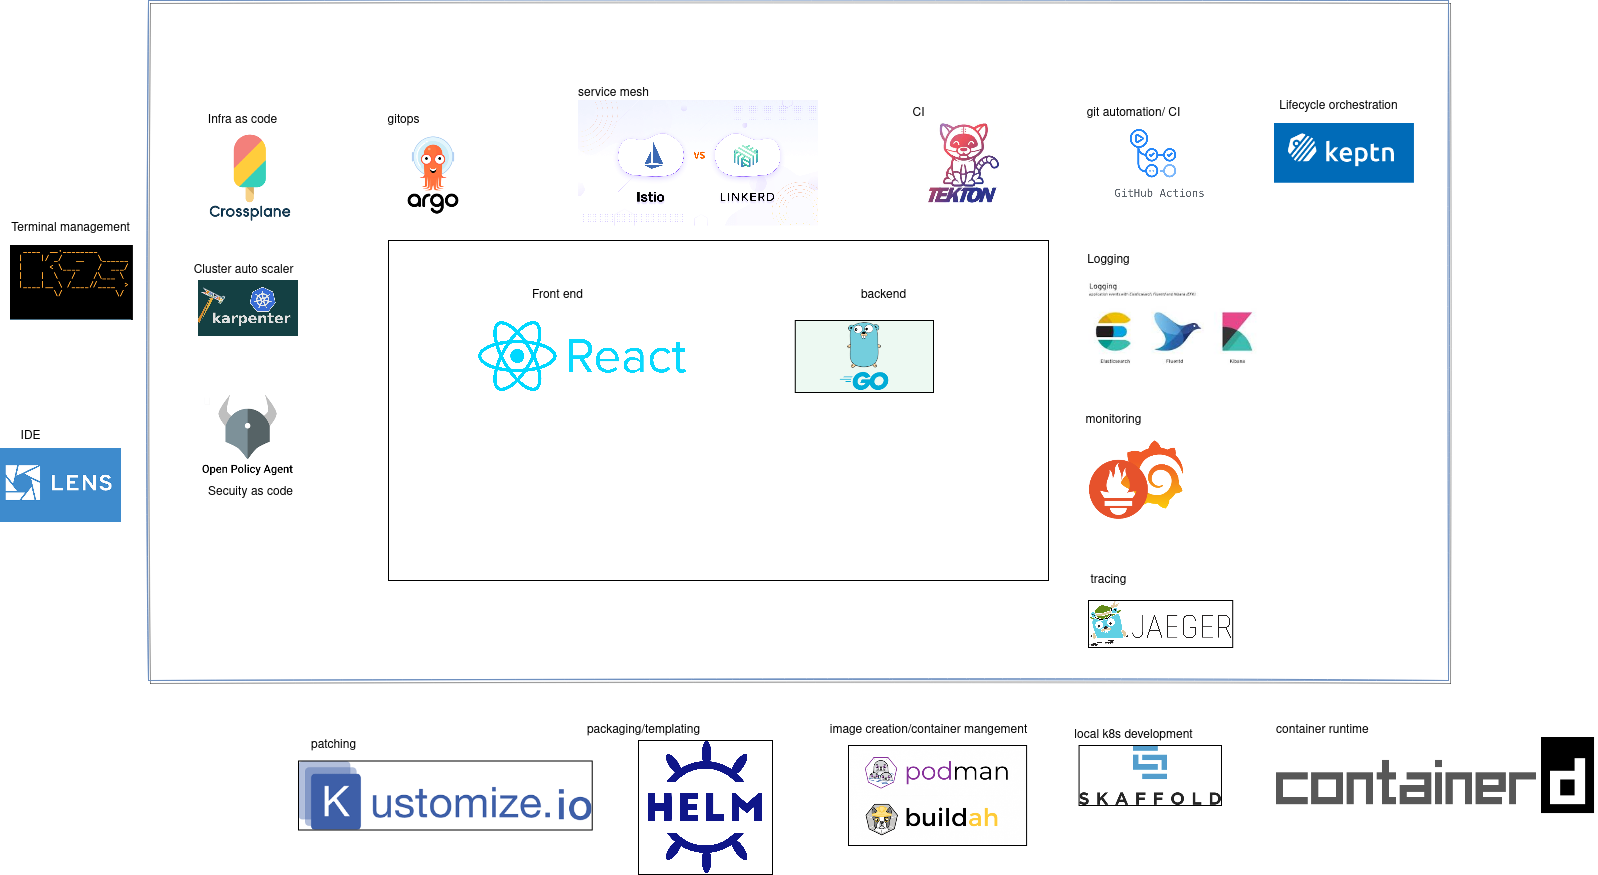 service mesh
Infra as code
gitops
CI
git automation/ CI
Lifecycle orchestration
Crossplane
argo
Istio
VS
LINKERD
TEKTON
GitHub Actions
keptn
Terminal management
K9s
Cluster auto scaler
karpenter
Front end
backend
React
GO
Logging
Logging
Elasticsearch
Fluentd
Kibana
Open Policy Agent
Secuity as code
IDE
LENS
monitoring
tracing
JAEGER
patching
packaging/templating
image creation/container mangement
local k8s development
container runtime
Kustomize.io
HELM
podman
buildah
SKAFFOLD
containerd